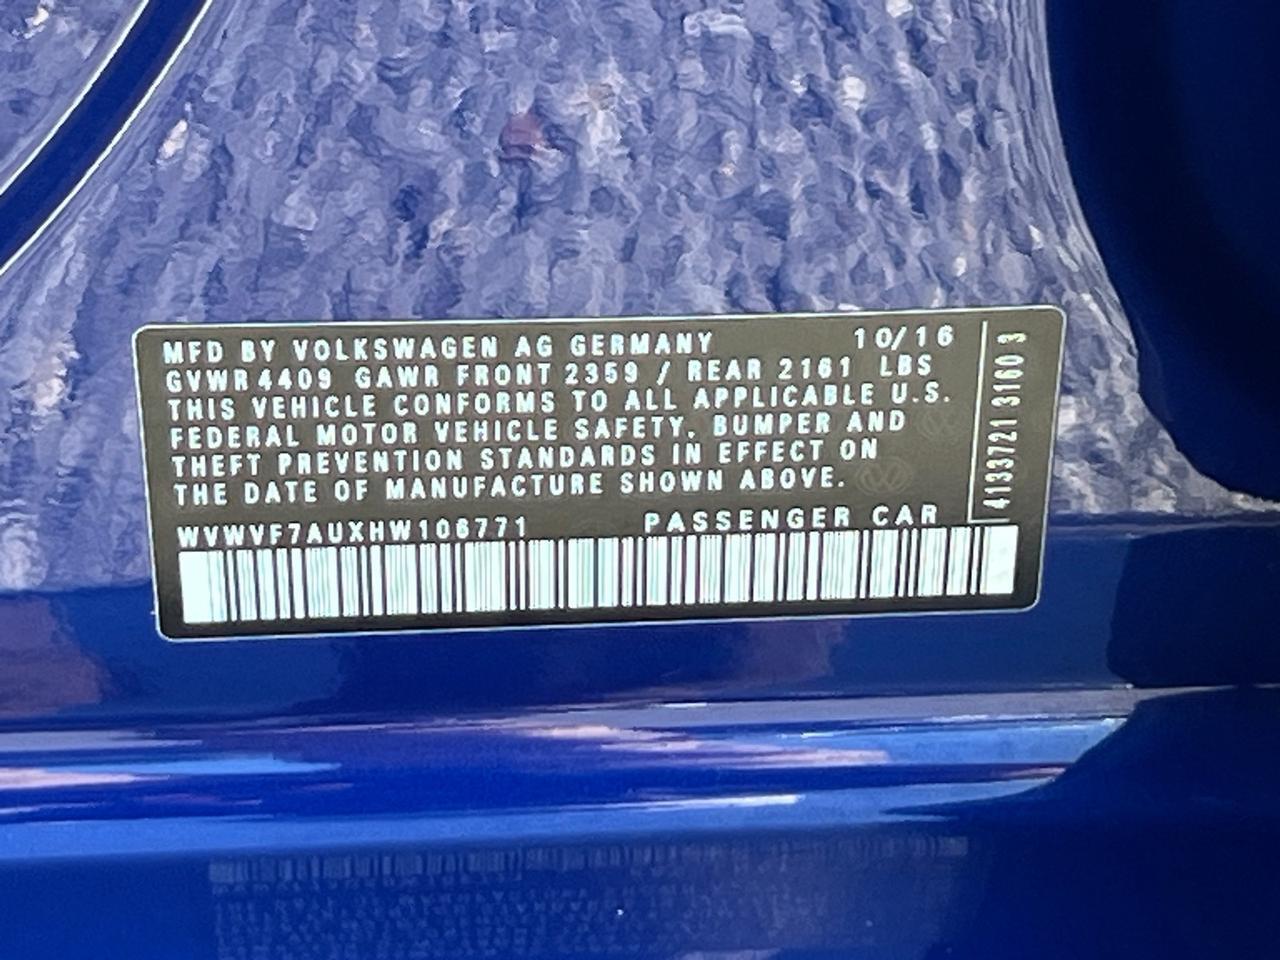 MFD BY VOLKSWAGEN AG GERMANY 10/16
GVWR 4409 GAWR FRONT 2359 / REAR 2161 LBS
THIS VEHICLE CONFORMS TO ALL APPLICABLE U.S.
FEDERAL MOTOR VEHICLE SAFETY, BUMPER AND
THEFT PREVENTION STANDARDS IN EFFECT ON
THE DATE OF MANUFACTURE SHOWN ABOVE.
WVWVF7AUXHW106771 PASSENGER CAR
4133721 3160 3